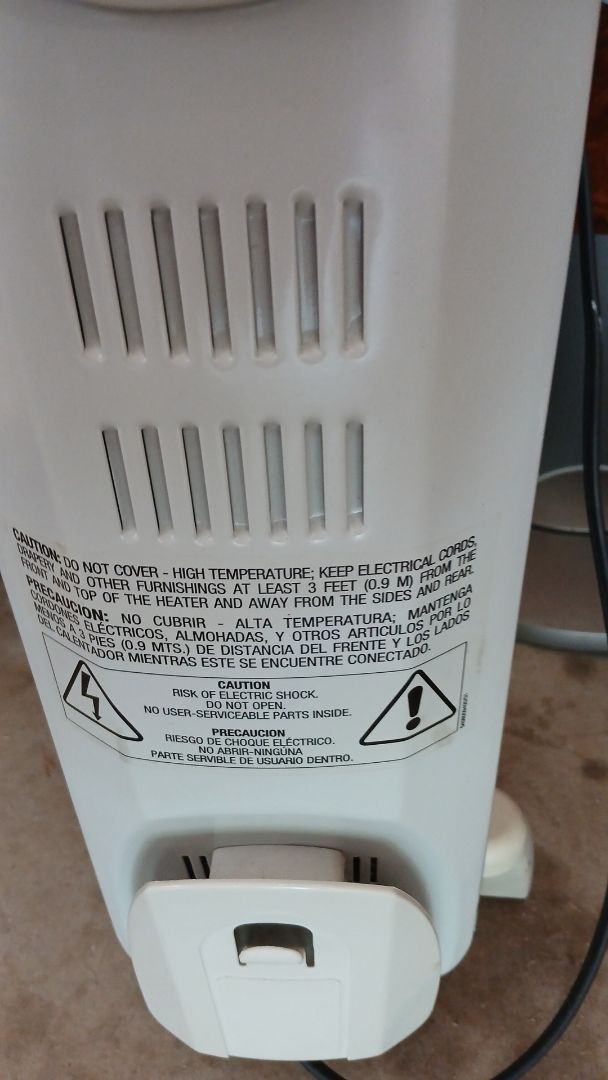 CAUTION: DO NOT COVER - HIGH TEMPERATURE; KEEP ELECTRICAL CORDS,
DRAPERY AND OTHER FURNISHINGS AT LEAST 3 FEET (0.9 M) FROM THE
FRONT AND TOP OF THE HEATER AND AWAY FROM THE SIDES AND REAR.
PRECAUCION: NO CUBRIR - ALTA TEMPERATURA; MANTENGA
CORDONES ELÉCTRICOS, ALMOHADAS, Y OTROS ARTICULOS POR LO
MENOS A 3 PIES (0.9 MTS.) DE DISTANCIA DEL FRENTE Y LOS LADOS
DEL CALENTADOR MIENTRAS ESTE SE ENCUENTRE CONECTADO.
CAUTION
RISK OF ELECTRIC SHOCK.
DO NOT OPEN.
NO USER-SERVICEABLE PARTS INSIDE.
PRECAUCION
RIESGO DE CHOQUE ELÉCTRICO.
NO ABRIR-NINGÚNA
PARTE SERVIBLE DE USUARIO DENTRO.